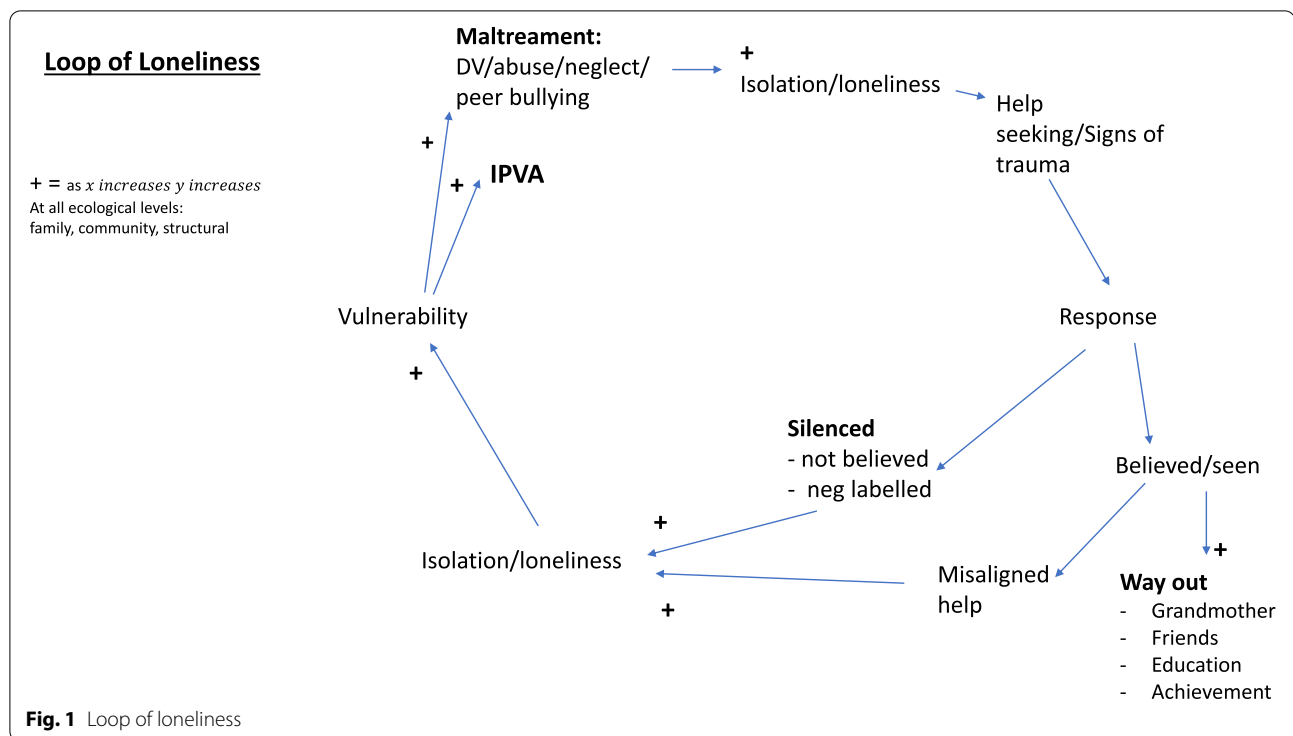 Loop of Loneliness
+ = as x increases y increases
At all ecological levels:
family, community, structural
Maltreament:
DV/abuse/neglect/
peer bullying
+
Isolation/loneliness
Help
seeking/Signs of
trauma
+
+
IPVA
Vulnerability
+
Response
Silenced
- not believed
- neg labelled
Believed/seen
+
Isolation/loneliness
+
Misaligned
help
+
Way out
- Grandmother
- Friends
- Education
- Achievement
Fig. 1 Loop of loneliness